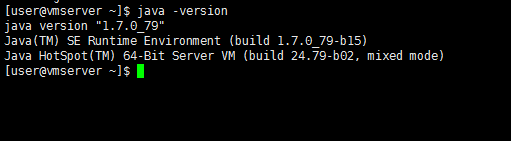 [user@vmserver ~]$ java -version
java version "1.7.0_79"
Java(TM) SE Runtime Environment (build 1.7.0_79-b15)
Java HotSpot(TM) 64-Bit Server VM (build 24.79-b02, mixed mode)
[user@vmserver ~]$